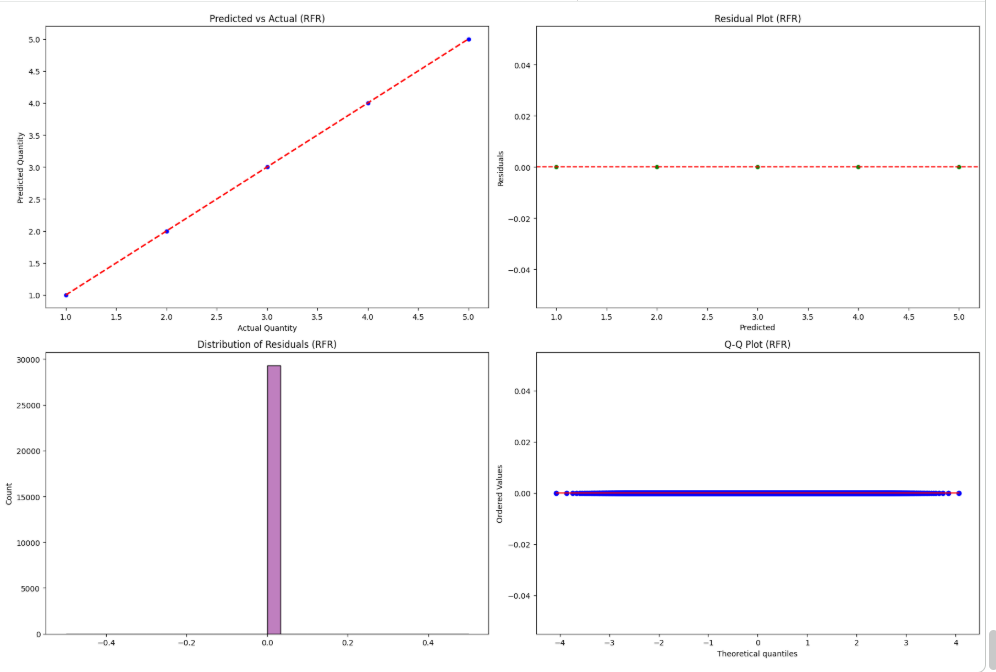 Predicted vs Actual (RFR)
5.0
4.5
4.0
3.5
3.0
2.5
2.0
1.5
1.0
Predicted Quantity
1.0 1.5 2.0 2.5 3.0 3.5 4.0 4.5 5.0
Actual Quantity
Residual Plot (RFR)
0.04
0.02
0.00
−0.02
−0.04
Residuals
1.0 1.5 2.0 2.5 3.0 3.5 4.0 4.5 5.0
Predicted
Distribution of Residuals (RFR)
30000
25000
20000
15000
10000
5000
0
Count
−0.4 −0.2 0.0 0.2 0.4
Q-Q Plot (RFR)
0.04
0.02
0.00
−0.02
−0.04
Ordered Values
−4 −3 −2 −1 0 1 2 3 4
Theoretical quantiles